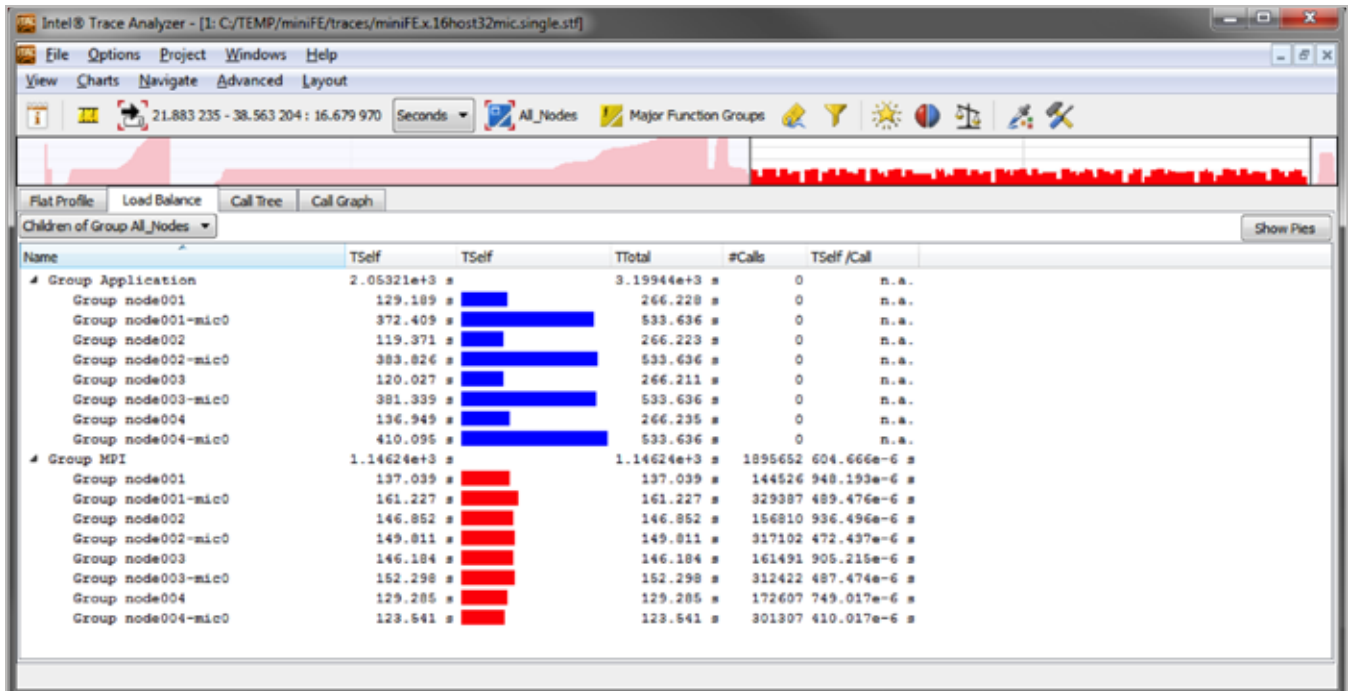 Intel® Trace Analyzer - [1: C:/TEMP/miniFE/traces/miniFE.x.16host32mic.single.stf]
File Options Project Windows Help
View Charts Navigate Advanced Layout
21.883 235 - 38.563 204 : 16.679 970 Seconds All_Nodes Major Function Groups
Flat Profile Load Balance Call Tree Call Graph
Children of Group All_Nodes Show Pies
Name TSelf TSelf TTotal #Calls TSelf /Call
Group Application 2.05321e+3 s 3.19944e+3 s 0 n.a.
Group node001 129.189 s 266.228 s 0 n.a.
Group node001-mic0 372.409 s 533.636 s 0 n.a.
Group node002 119.371 s 266.223 s 0 n.a.
Group node002-mic0 383.826 s 533.636 s 0 n.a.
Group node003 120.027 s 266.211 s 0 n.a.
Group node003-mic0 381.339 s 533.636 s 0 n.a.
Group node004 136.949 s 266.235 s 0 n.a.
Group node004-mic0 410.095 s 533.636 s 0 n.a.
Group MPI 1.14624e+3 s 1.14624e+3 s 1895652 604.666e-6 s
Group node001 137.039 s 137.039 s 144526 948.193e-6 s
Group node001-mic0 161.227 s 161.227 s 329387 489.476e-6 s
Group node002 146.852 s 146.852 s 156810 936.496e-6 s
Group node002-mic0 149.811 s 149.811 s 317102 472.437e-6 s
Group node003 146.184 s 146.184 s 161491 905.215e-6 s
Group node003-mic0 152.298 s 152.298 s 312422 487.474e-6 s
Group node004 129.285 s 129.285 s 172607 749.017e-6 s
Group node004-mic0 123.541 s 123.541 s 301307 410.017e-6 s